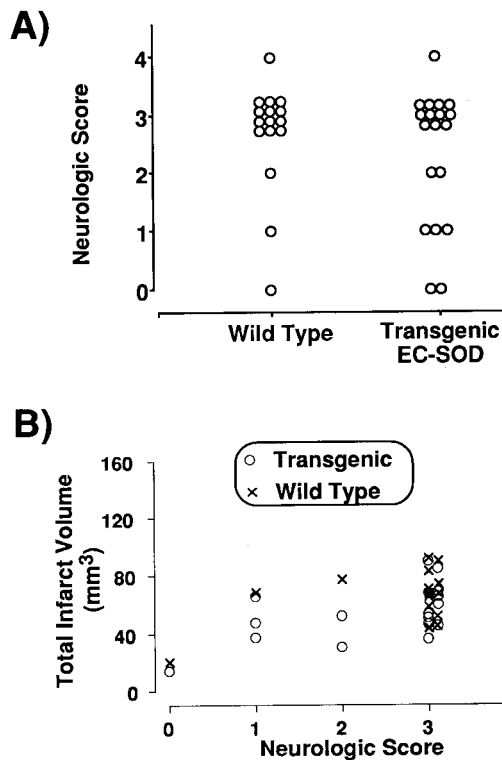 A)
Neurologic Score
4
3
2
1
0
Wild Type
Transgenic
EC-SOD
B)
Transgenic
Wild Type
Total Infarct Volume
(mm³)
160
120
80
40
0
0 1 2 3
Neurologic Score